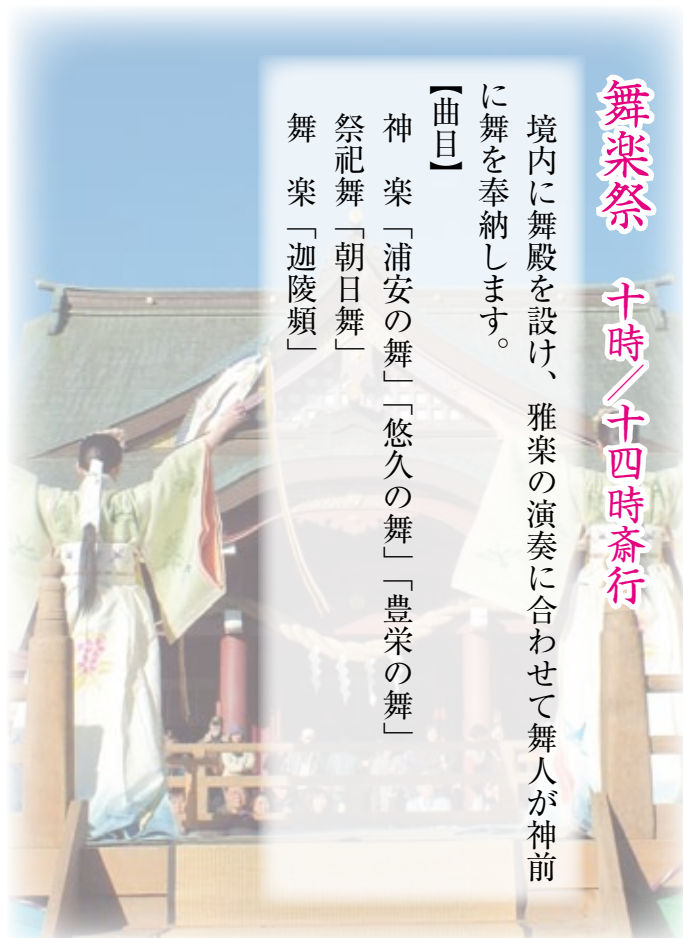 舞楽祭　十時／十四時斎行
境内に舞殿を設け、雅楽の演奏に合わせて舞人が神前
に舞を奉納します。
【曲目】
神　楽「浦安の舞」「悠久の舞」「豊栄の舞」
祭祀舞「朝日舞」
舞　楽「迦陵頻」